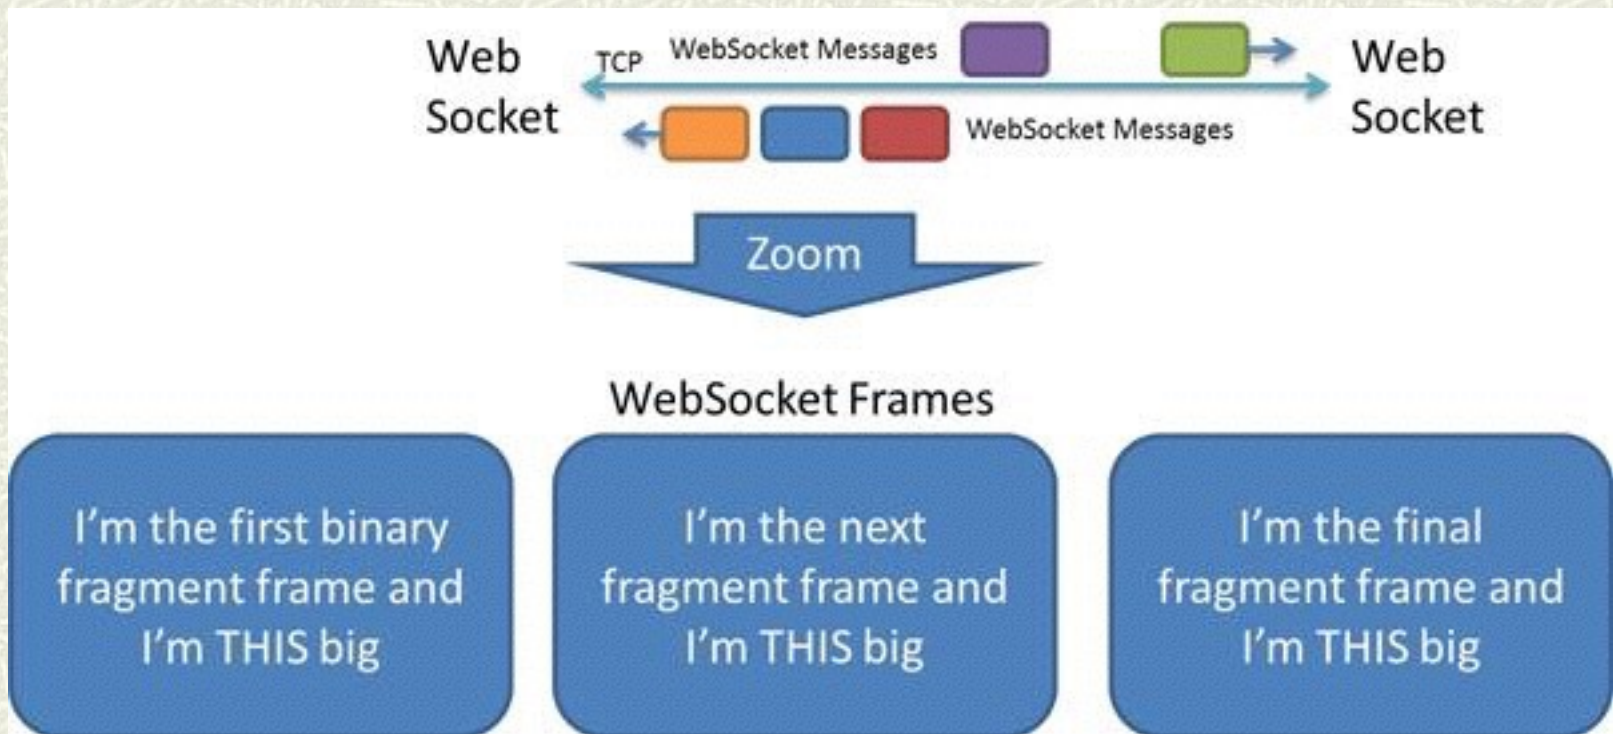 Web
Socket
TCP
WebSocket Messages
Web
Socket
WebSocket Messages
Zoom
WebSocket Frames
I'm the first binary
fragment frame and
I'm THIS big
I'm the next
fragment frame and
I'm THIS big
I'm the final
fragment frame and
I'm THIS big